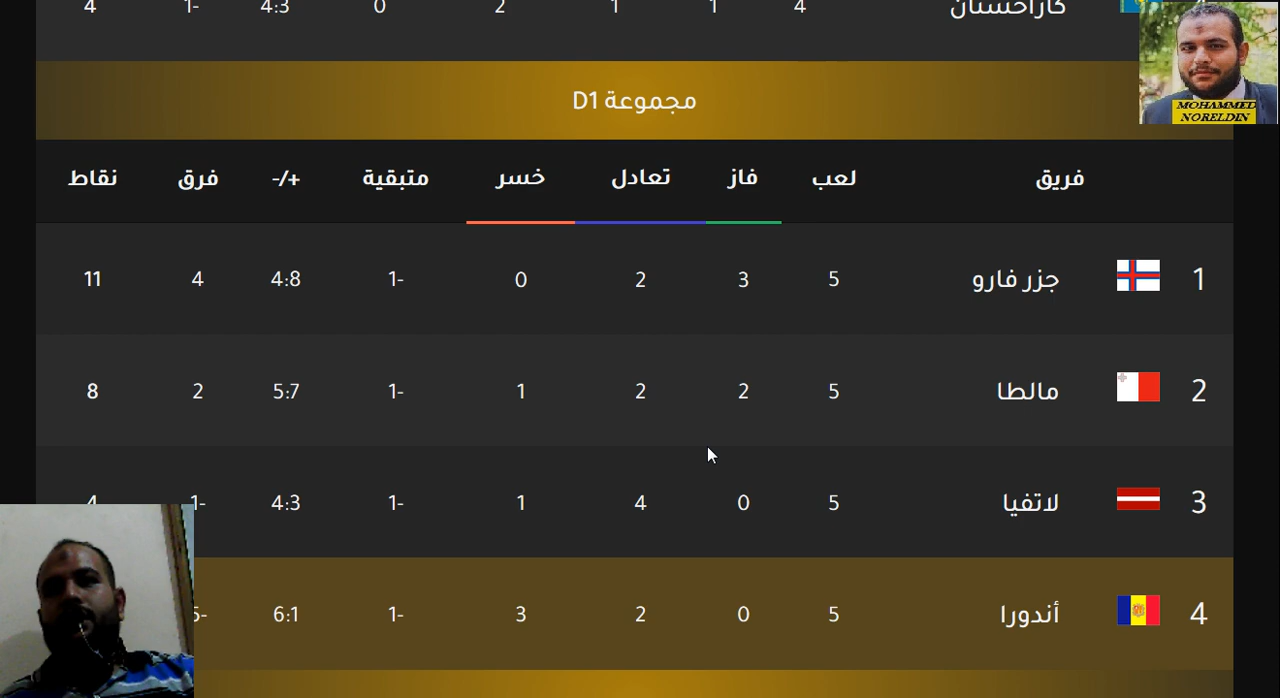 4 كازاخستان 4 1 1 2 0 4:3 1- 4
MOHAMMED
NORELDIN
مجموعة D1
فريق لعب فاز تعادل خسر متبقية +/- فرق نقاط
1 جزر فارو 5 3 2 0 1- 4:8 4 11
2 مالطا 5 2 2 1 1- 5:7 2 8
3 لاتفيا 5 0 4 1 1- 4:3 1- 4
4 أندورا 5 0 2 3 1- 6:1 5-